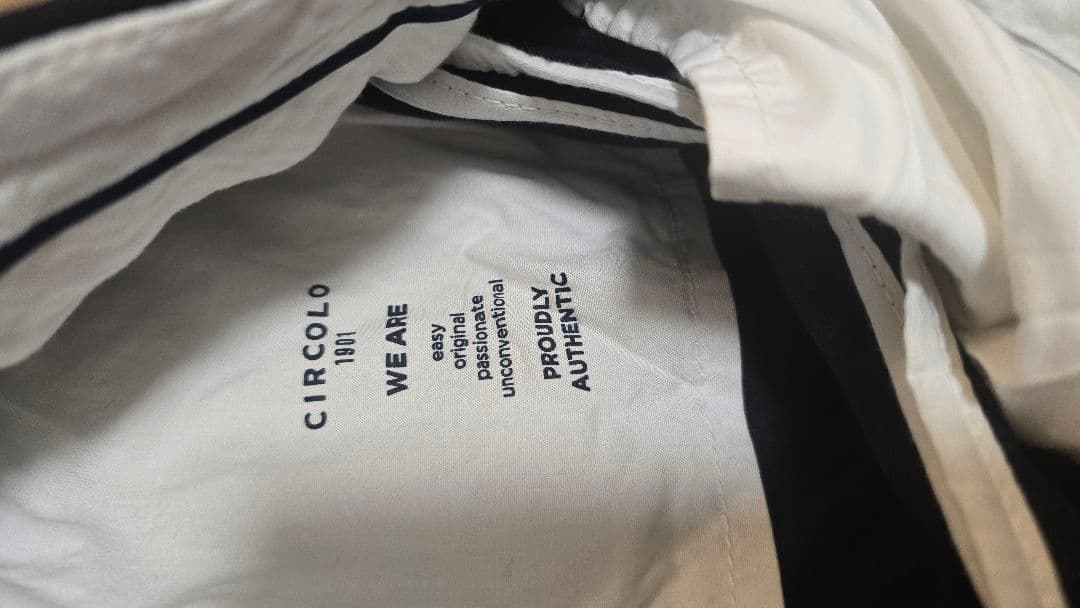 CIRCOLO
1901
WE ARE
easy
original
passionate
unconventional
PROUDLY
AUTHENTIC